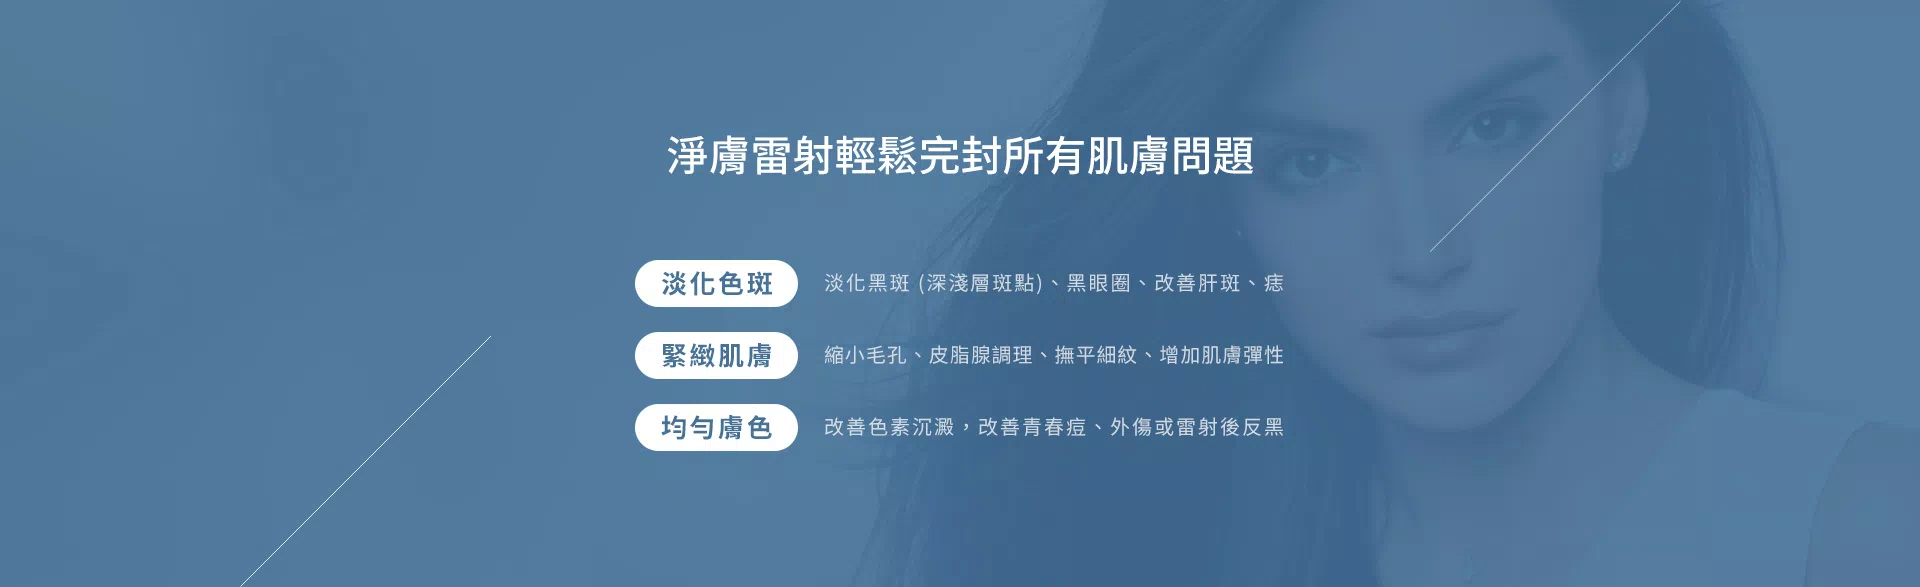 淨膚雷射輕鬆完封所有肌膚問題
淡化色斑 淡化黑斑 (深淺層斑點)、黑眼圈、改善肝斑、痣
緊緻肌膚 縮小毛孔、皮脂腺調理、撫平細紋、增加肌膚彈性
均勻膚色 改善色素沉澱，改善青春痘、外傷或雷射後反黑